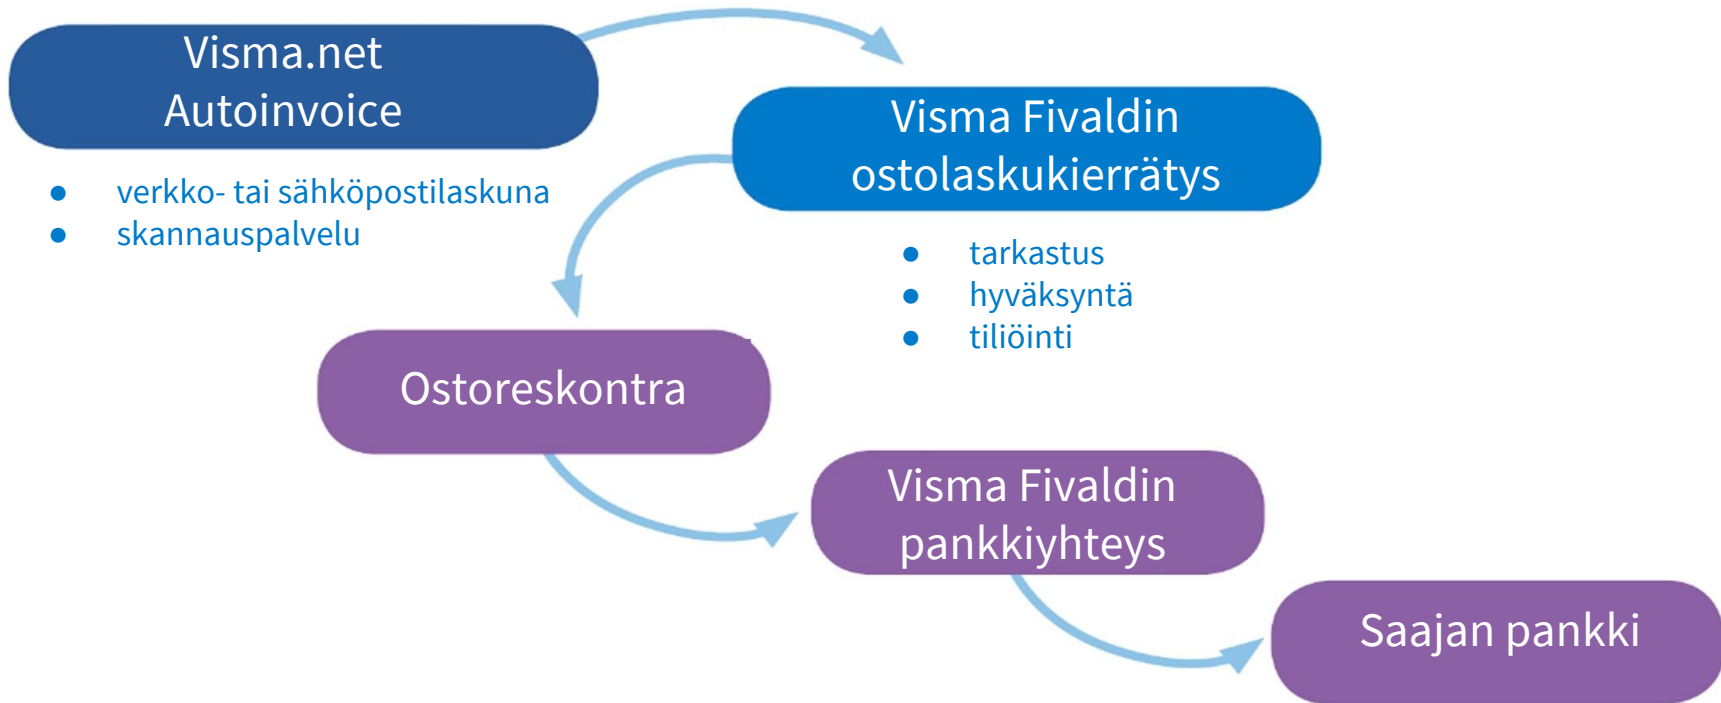 Visma.net
Autoinvoice
● verkko- tai sähköpostilaskuna
● skannauspalvelu
Visma Fivaldin
ostolaskukierrätys
● tarkastus
● hyväksyntä
● tiliöinti
Ostoreskontra
Visma Fivaldin
pankkiyhteys
Saajan pankki